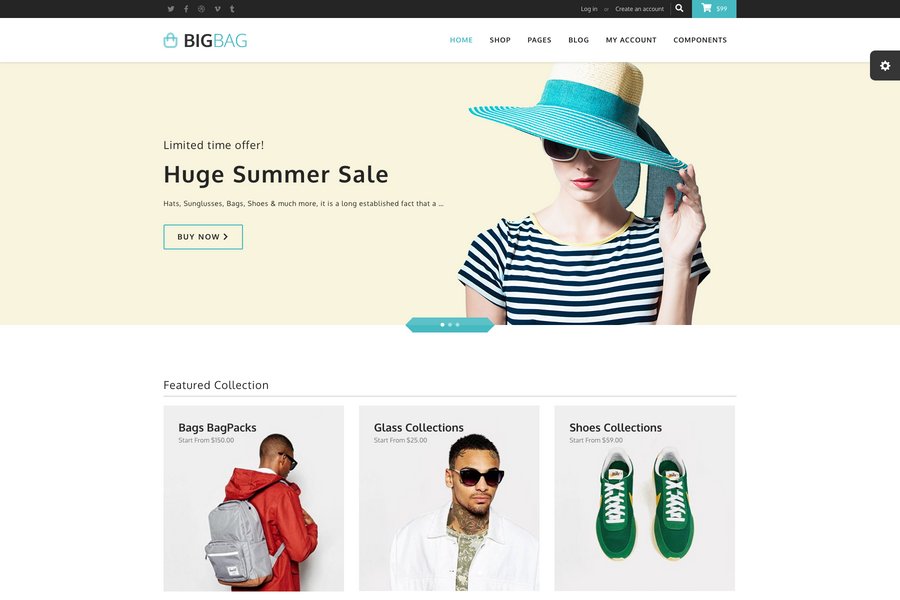 Log in or Create an account $99
BIGBAG
HOME SHOP PAGES BLOG MY ACCOUNT COMPONENTS
Limited time offer!
Huge Summer Sale
Hats, Sunglusses, Bags, Shoes & much more, it is a long established fact that a ...
BUY NOW
Featured Collection
Bags BagPacks
Start From $150.00
Glass Collections
Start From $25.00
Shoes Collections
Start From $59.00